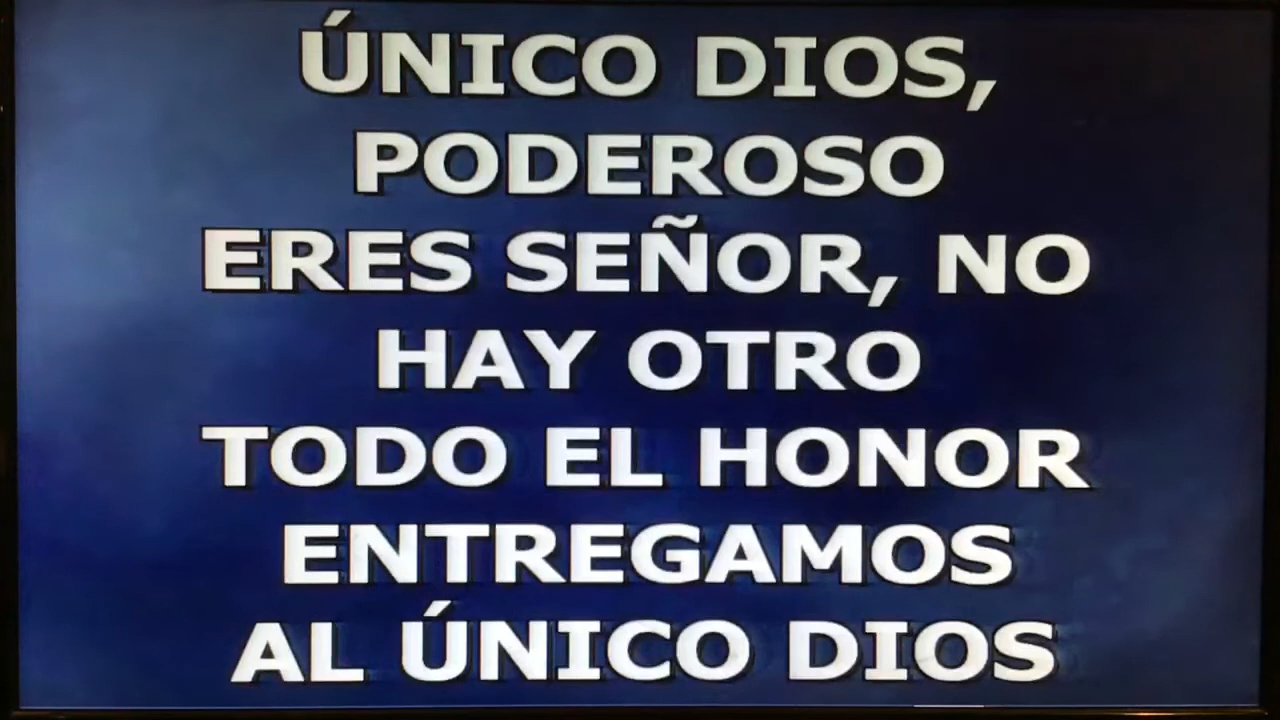 ÚNICO DIOS,
PODEROSO
ERES SEÑOR, NO
HAY OTRO
TODO EL HONOR
ENTREGAMOS
AL ÚNICO DIOS